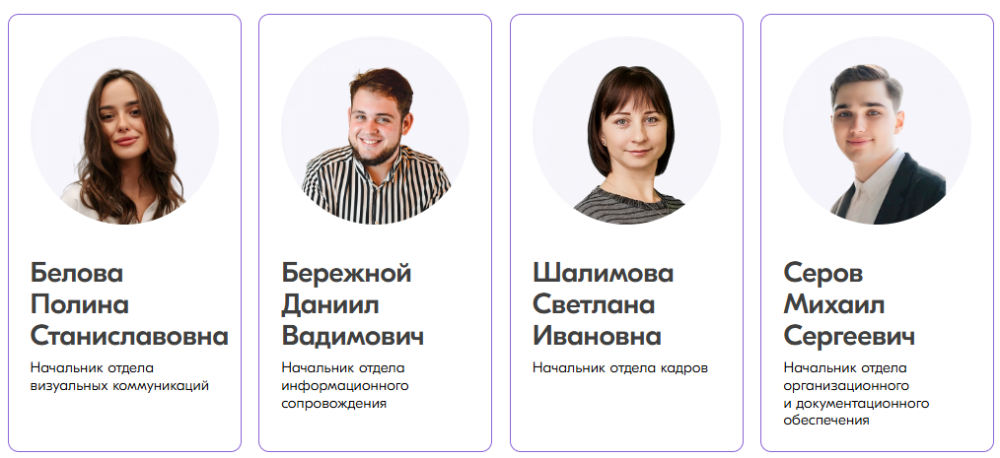 Белова
Полина
Станиславовна
Начальник отдела
визуальных коммуникаций
Бережной
Даниил
Вадимович
Начальник отдела
информационного
сопровождения
Шалимова
Светлана
Ивановна
Начальник отдела кадров
Серов
Михаил
Сергеевич
Начальник отдела
организационного
и документационного
обеспечения